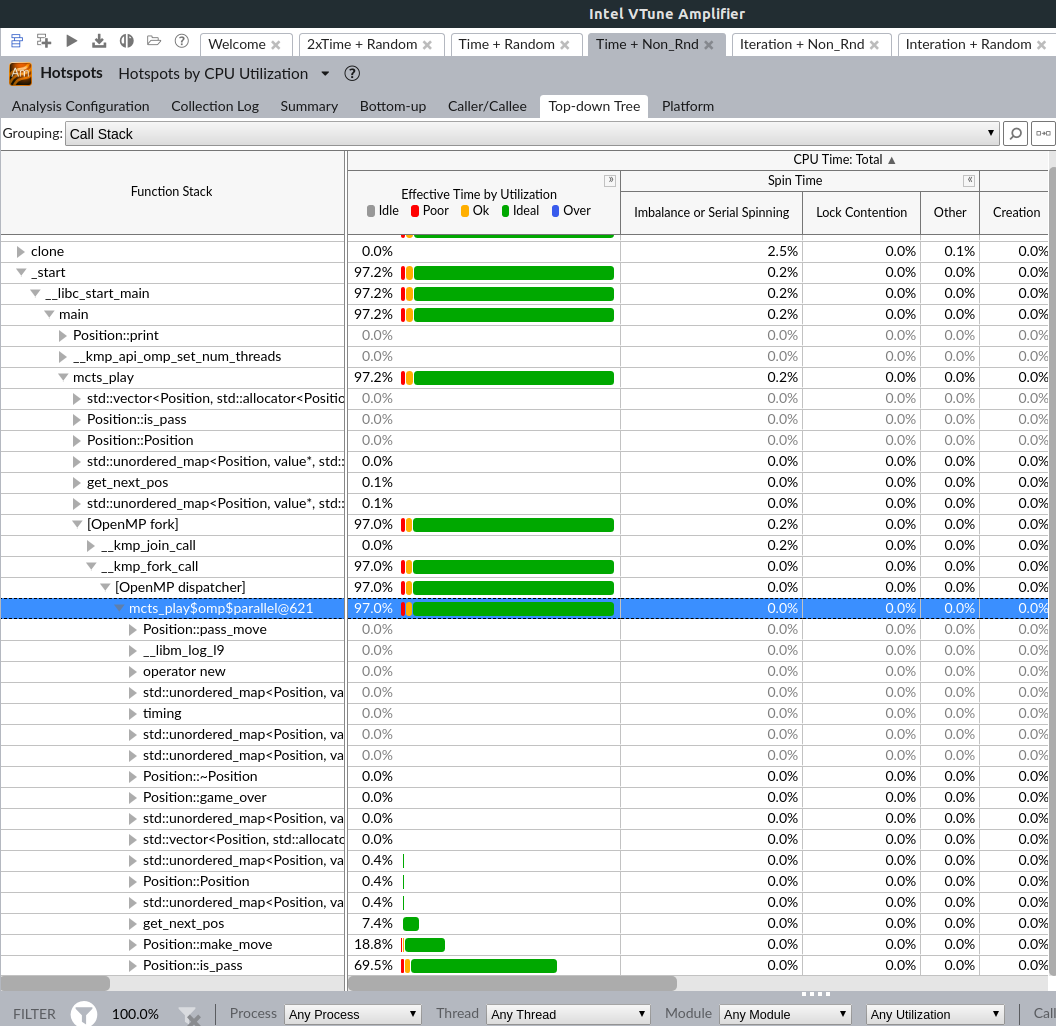 Intel VTune Amplifier
Welcome 2xTime + Random Time + Random Time + Non_Rnd Iteration + Non_Rnd Interation + Random
Am Hotspots Hotspots by CPU Utilization
Analysis Configuration Collection Log Summary Bottom-up Caller/Callee Top-down Tree Platform
Grouping: Call Stack
CPU Time: Total
Function Stack Effective Time by Utilization Spin Time
Idle Poor Ok Ideal Over Imbalance or Serial Spinning Lock Contention Other Creation
clone 0.0% 2.5% 0.0% 0.1% 0.0%
_start 97.2% 0.2% 0.0% 0.0% 0.0%
__libc_start_main 97.2% 0.2% 0.0% 0.0% 0.0%
main 97.2% 0.2% 0.0% 0.0% 0.0%
Position::print 0.0% 0.0% 0.0% 0.0% 0.0%
__kmp_api_omp_set_num_threads 0.0% 0.0% 0.0% 0.0% 0.0%
mcts_play 97.2% 0.2% 0.0% 0.0% 0.0%
std::vector<Position, std::allocator<Positio 0.0% 0.0% 0.0% 0.0% 0.0%
Position::is_pass 0.0% 0.0% 0.0% 0.0% 0.0%
Position::Position 0.0% 0.0% 0.0% 0.0% 0.0%
std::unordered_map<Position, value*, std:: 0.0% 0.0% 0.0% 0.0% 0.0%
get_next_pos 0.1% 0.0% 0.0% 0.0% 0.0%
std::unordered_map<Position, value*, std:: 0.1% 0.0% 0.0% 0.0% 0.0%
[OpenMP fork] 97.0% 0.2% 0.0% 0.0% 0.0%
__kmp_join_call 0.0% 0.2% 0.0% 0.0% 0.0%
__kmp_fork_call 97.0% 0.0% 0.0% 0.0% 0.0%
[OpenMP dispatcher] 97.0% 0.0% 0.0% 0.0% 0.0%
mcts_play$omp$parallel@621 97.0% 0.0% 0.0% 0.0% 0.0%
Position::pass_move 0.0% 0.0% 0.0% 0.0% 0.0%
__libm_log_l9 0.0% 0.0% 0.0% 0.0% 0.0%
operator new 0.0% 0.0% 0.0% 0.0% 0.0%
std::unordered_map<Position, va 0.0% 0.0% 0.0% 0.0% 0.0%
timing 0.0% 0.0% 0.0% 0.0% 0.0%
std::unordered_map<Position, va 0.0% 0.0% 0.0% 0.0% 0.0%
std::unordered_map<Position, va 0.0% 0.0% 0.0% 0.0% 0.0%
Position::~Position 0.0% 0.0% 0.0% 0.0% 0.0%
Position::game_over 0.0% 0.0% 0.0% 0.0% 0.0%
std::unordered_map<Position, va 0.0% 0.0% 0.0% 0.0% 0.0%
std::vector<Position, std::allocato 0.0% 0.0% 0.0% 0.0% 0.0%
std::unordered_map<Position, va 0.4% 0.0% 0.0% 0.0% 0.0%
Position::Position 0.4% 0.0% 0.0% 0.0% 0.0%
std::unordered_map<Position, va 0.4% 0.0% 0.0% 0.0% 0.0%
get_next_pos 7.4% 0.0% 0.0% 0.0% 0.0%
Position::make_move 18.8% 0.0% 0.0% 0.0% 0.0%
Position::is_pass 69.5% 0.0% 0.0% 0.0% 0.0%
FILTER 100.0% Process Any Process Thread Any Thread Module Any Module Any Utilization Call